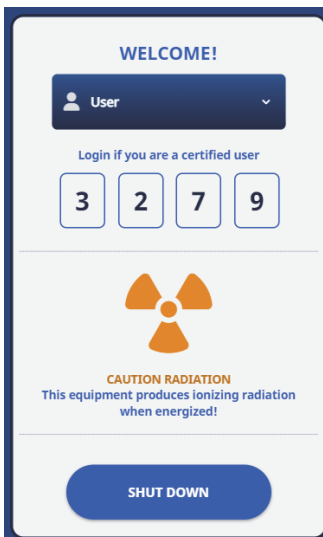 WELCOME!
User
Login if you are a certified user
3 2 7 9
CAUTION RADIATION
This equipment produces ionizing radiation
when energized!
SHUT DOWN